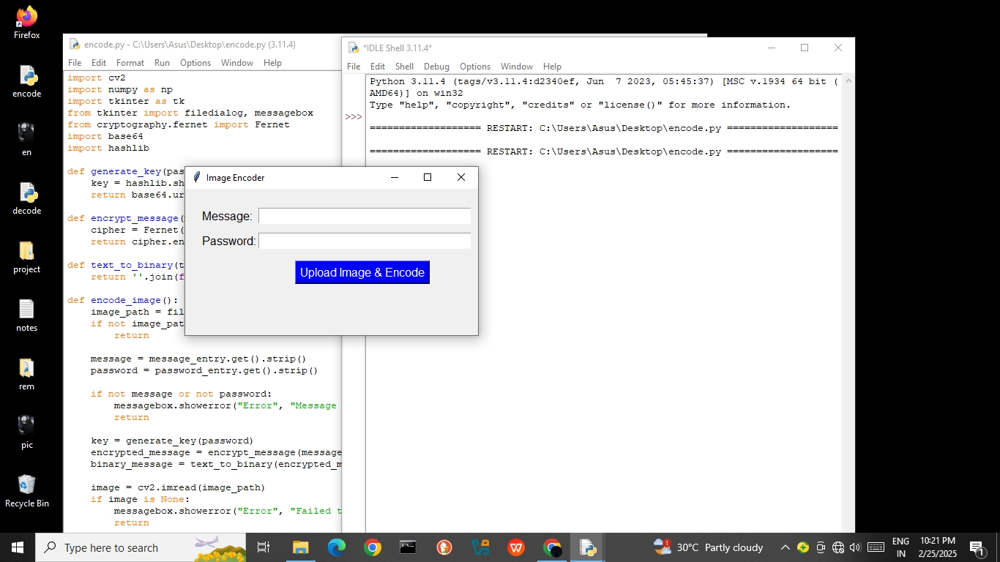 Firefox
encode
en
decode
project
notes
rem
pic
Recycle Bin
encode.py - C:\Users\Asus\Desktop\encode.py (3.11.4)
File Edit Format Run Options Window Help
import cv2
import numpy as np
import tkinter as tk
from tkinter import filedialog, messagebox
from cryptography.fernet import Fernet
import base64
import hashlib
def generate_key(pas
key = hashlib.sh
return base64.ur
def encrypt_message(
cipher = Fernet(
return cipher.en
def text_to_binary(t
return ''.join(f
def encode_image():
image_path = fil
if not image_pat
return
message = message_entry.get().strip()
password = password_entry.get().strip()
if not message or not password:
messagebox.showerror("Error", "Message
return
key = generate_key(password)
encrypted_message = encrypt_message(message
binary_message = text_to_binary(encrypted_m
image = cv2.imread(image_path)
if image is None:
messagebox.showerror("Error", "Failed t
return
*IDLE Shell 3.11.4*
File Edit Shell Debug Options Window Help
Python 3.11.4 (tags/v3.11.4:d2340ef, Jun  7 2023, 05:45:37) [MSC v.1934 64 bit (
AMD64)] on win32
Type "help", "copyright", "credits" or "license()" for more information.
>>>
=================== RESTART: C:\Users\Asus\Desktop\encode.py ===================
=================== RESTART: C:\Users\Asus\Desktop\encode.py ===================
Image Encoder
Message:
Password:
Upload Image & Encode
Type here to search
1
30°C Partly cloudy
ENG
IN
10:21 PM
2/25/2025
1